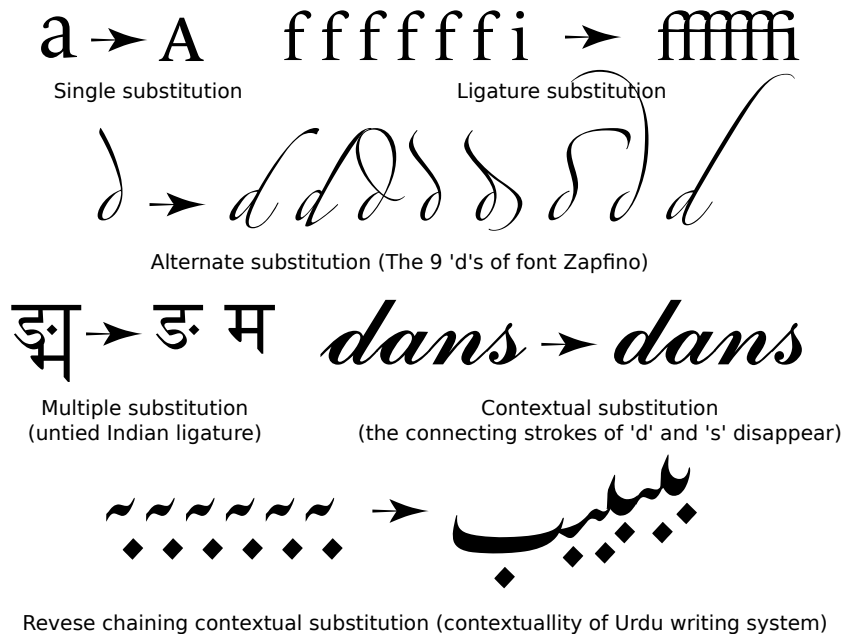 a → A f f f f f f i → ffffffi
Single substitution Ligature substitution
d → d d d d d d d d
Alternate substitution (The 9 'd's of font Zapfino)
ङ्म → ङ म dans → dans
Multiple substitution Contextual substitution
(untied Indian ligature) (the connecting strokes of 'd' and 's' disappear)
ب ب ب ب ب ب → بببببب
Revese chaining contextual substitution (contextuallity of Urdu writing system)